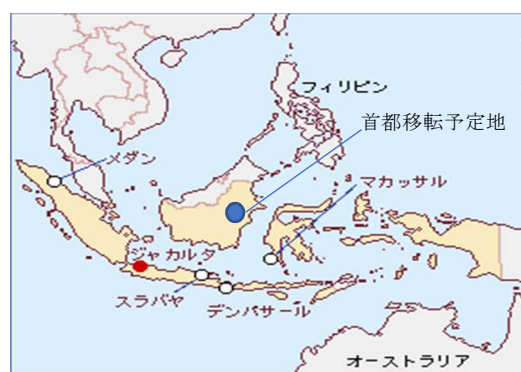 フィリピン
首都移転予定地
メダン
マカッサル
ジャカルタ
スラバヤ
デンパサール
オーストラリア